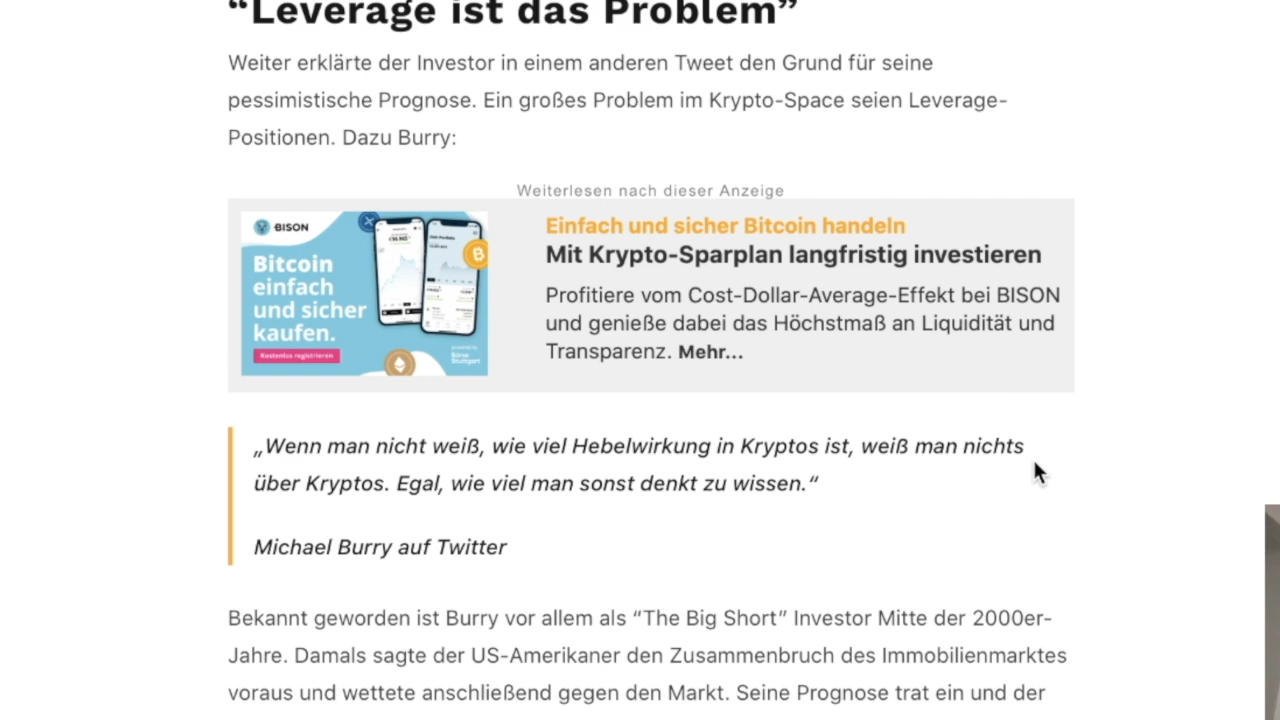 “Leverage ist das Problem”
Weiter erklärte der Investor in einem anderen Tweet den Grund für seine
pessimistische Prognose. Ein großes Problem im Krypto-Space seien Leverage-
Positionen. Dazu Burry:
Weiterlesen nach dieser Anzeige
BISON
Bitcoin
einfach
und sicher
kaufen.
Kostenlos registrieren
powered by
Börse
Stuttgart
Einfach und sicher Bitcoin handeln
Mit Krypto-Sparplan langfristig investieren
Profitiere vom Cost-Dollar-Average-Effekt bei BISON
und genieße dabei das Höchstmaß an Liquidität und
Transparenz. Mehr...
„Wenn man nicht weiß, wie viel Hebelwirkung in Kryptos ist, weiß man nichts
über Kryptos. Egal, wie viel man sonst denkt zu wissen.“
Michael Burry auf Twitter
Bekannt geworden ist Burry vor allem als “The Big Short” Investor Mitte der 2000er-
Jahre. Damals sagte der US-Amerikaner den Zusammenbruch des Immobilienmarktes
voraus und wettete anschließend gegen den Markt. Seine Prognose trat ein und der